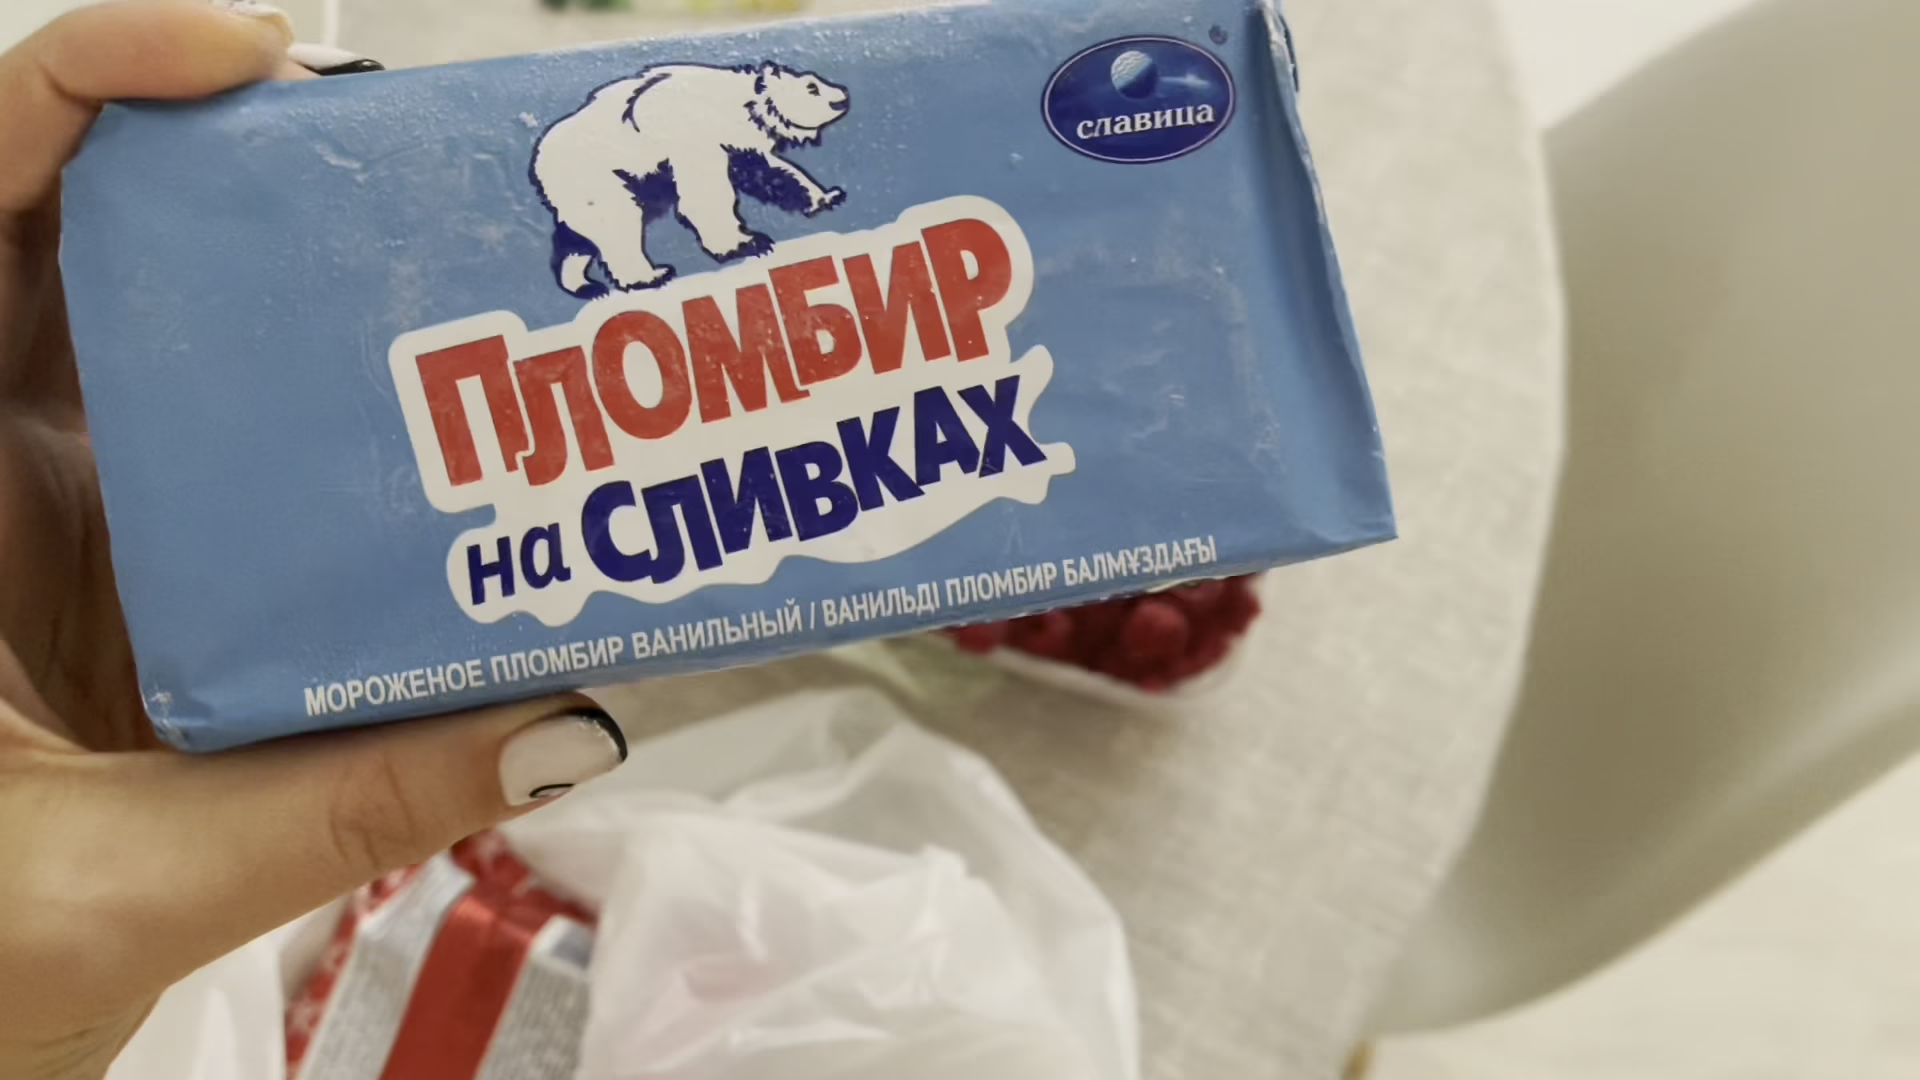 славица
ПЛОМБИР
на СЛИВКАХ
МОРОЖЕНОЕ ПЛОМБИР ВАНИЛЬНЫЙ / ВАНИЛЬДІ ПЛОМБИР БАЛМҰЗДАҒЫ